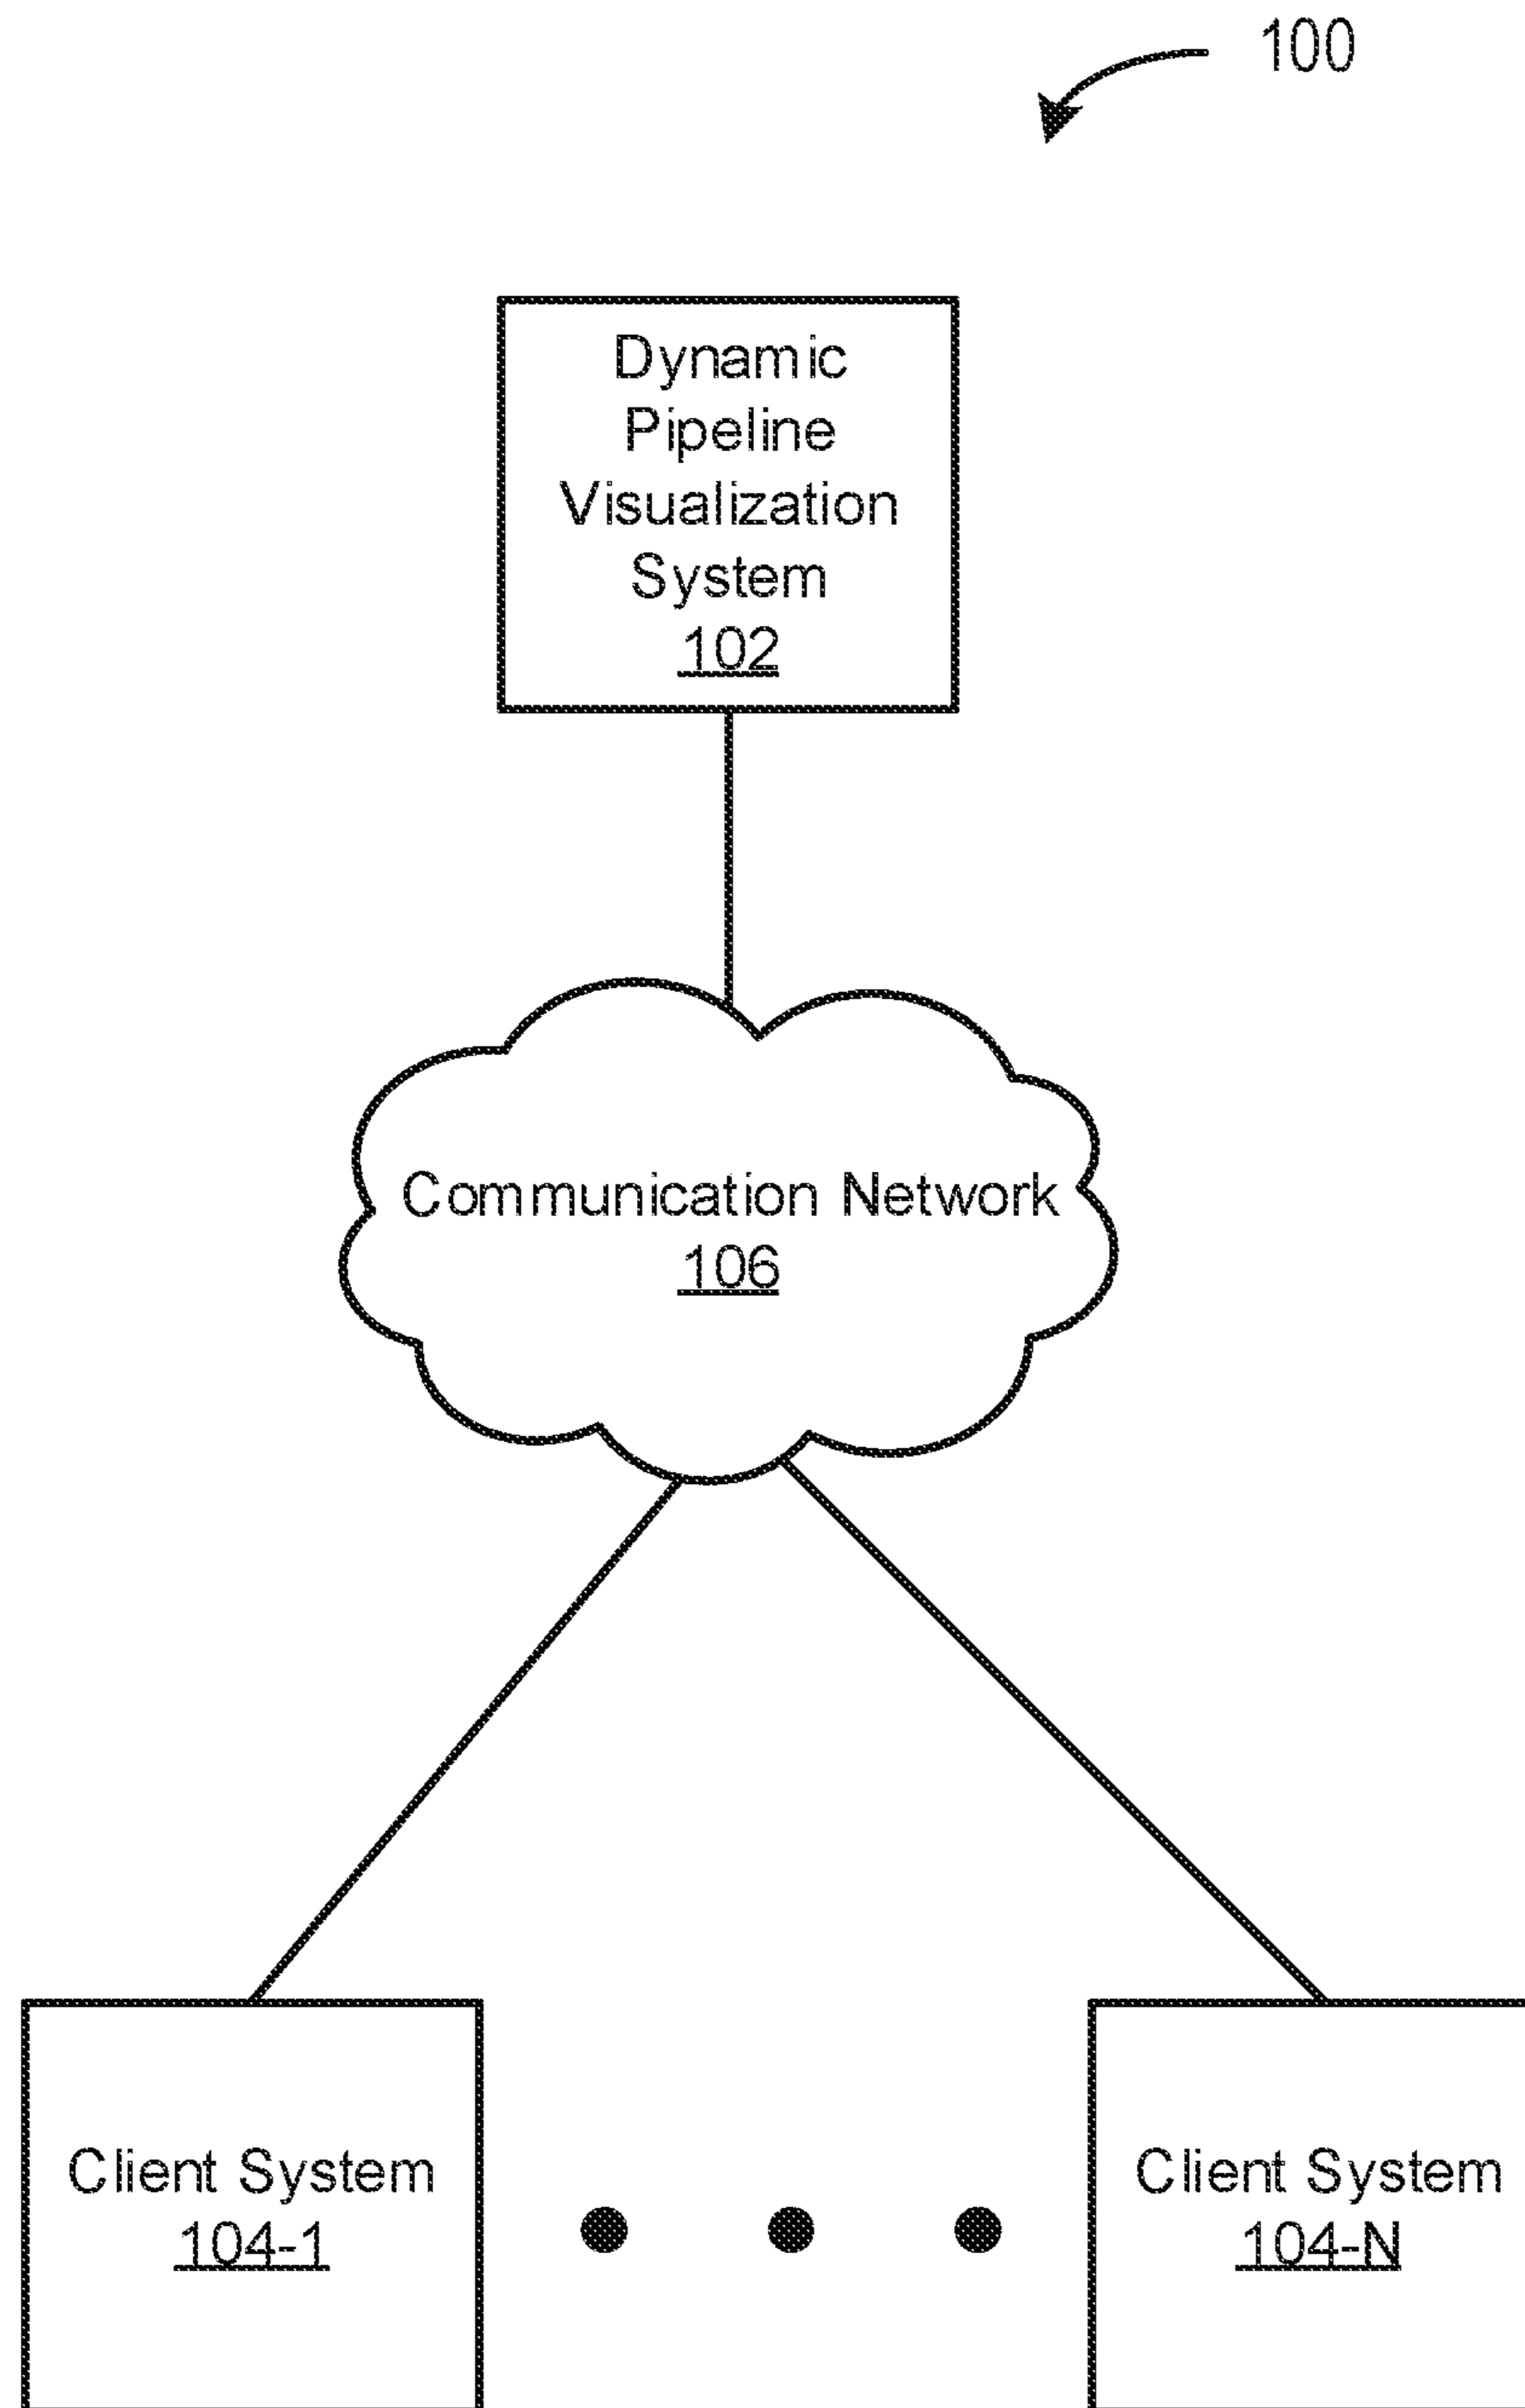 100
Dynamic
Pipeline
Visualization
System
102
Communication Network
106
Client System
104-1
Client System
104-N